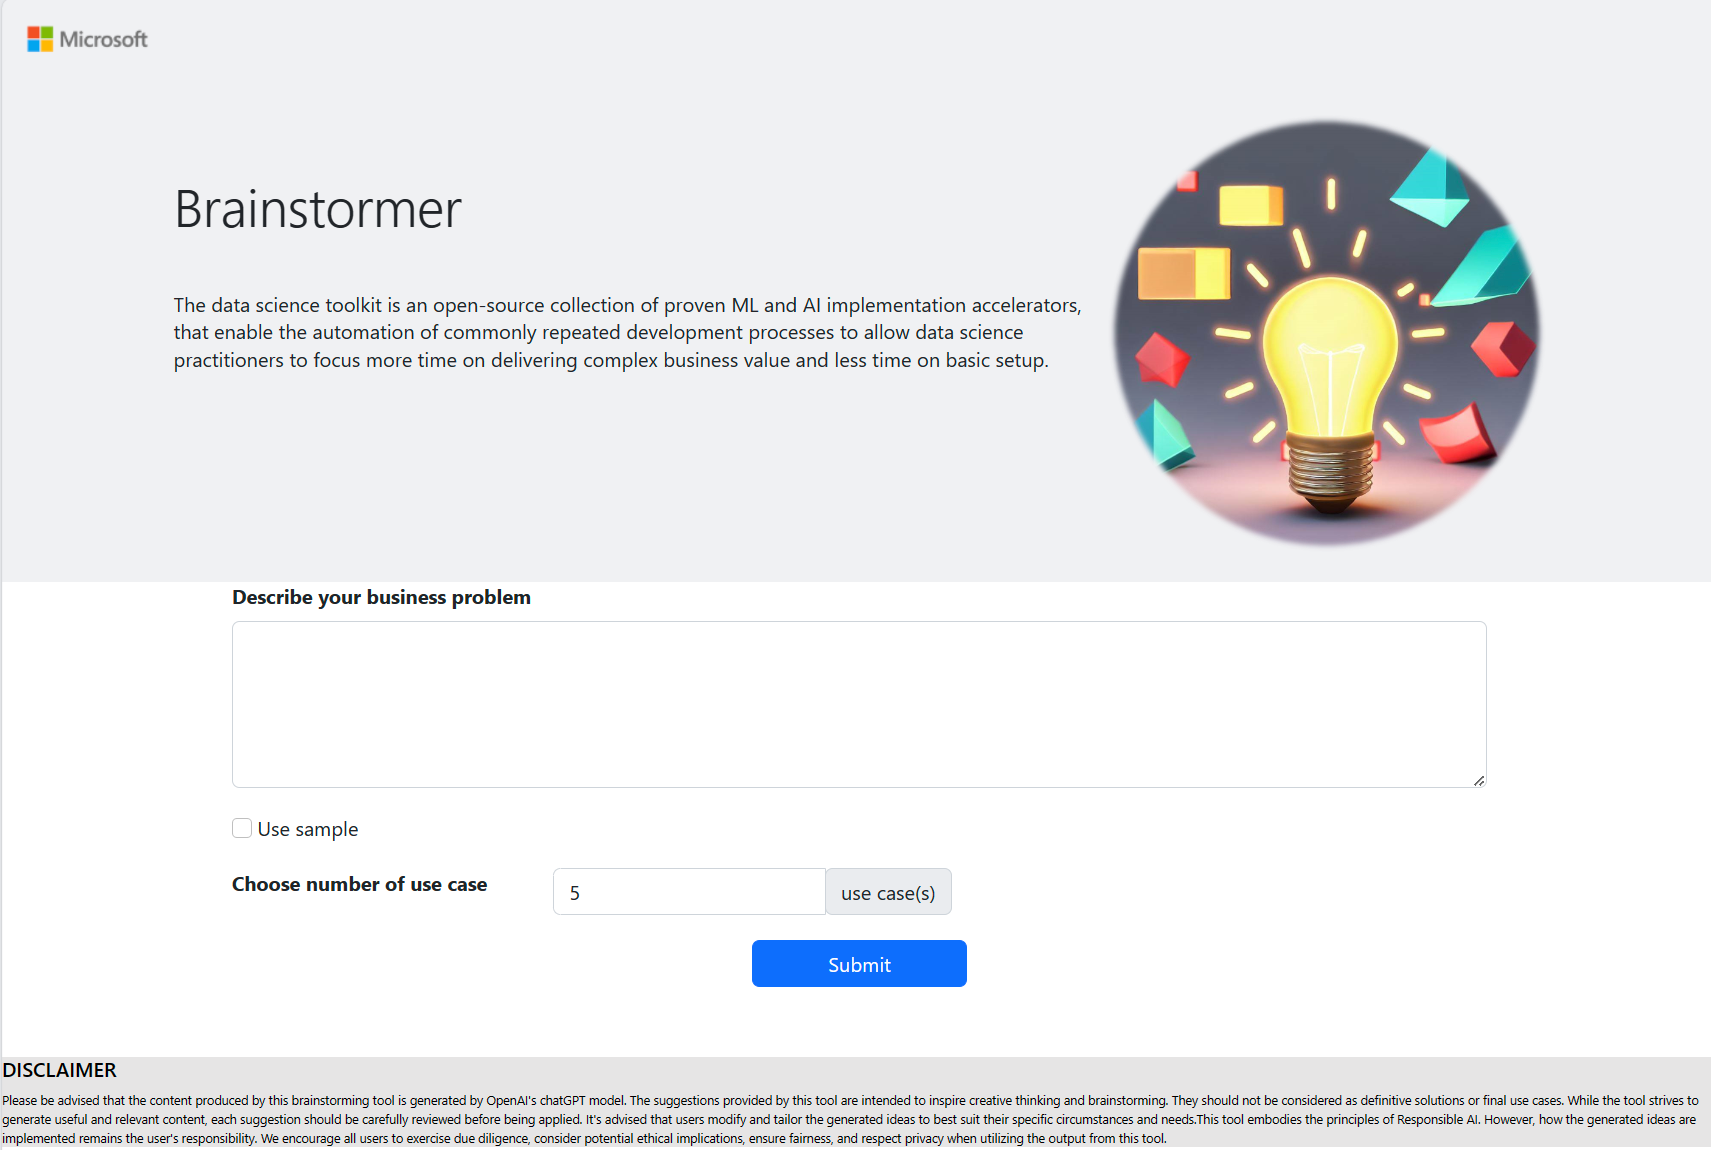 Microsoft
Brainstormer
The data science toolkit is an open-source collection of proven ML and AI implementation accelerators,
that enable the automation of commonly repeated development processes to allow data science
practitioners to focus more time on delivering complex business value and less time on basic setup.
Describe your business problem
Use sample
Choose number of use case
5
use case(s)
Submit
DISCLAIMER
Please be advised that the content produced by this brainstorming tool is generated by OpenAI's chatGPT model. The suggestions provided by this tool are intended to inspire creative thinking and brainstorming. They should not be considered as definitive solutions or final use cases. While the tool strives to
generate useful and relevant content, each suggestion should be carefully reviewed before being applied. It's advised that users modify and tailor the generated ideas to best suit their specific circumstances and needs.This tool embodies the principles of Responsible AI. However, how the generated ideas are
implemented remains the user's responsibility. We encourage all users to exercise due diligence, consider potential ethical implications, ensure fairness, and respect privacy when utilizing the output from this tool.